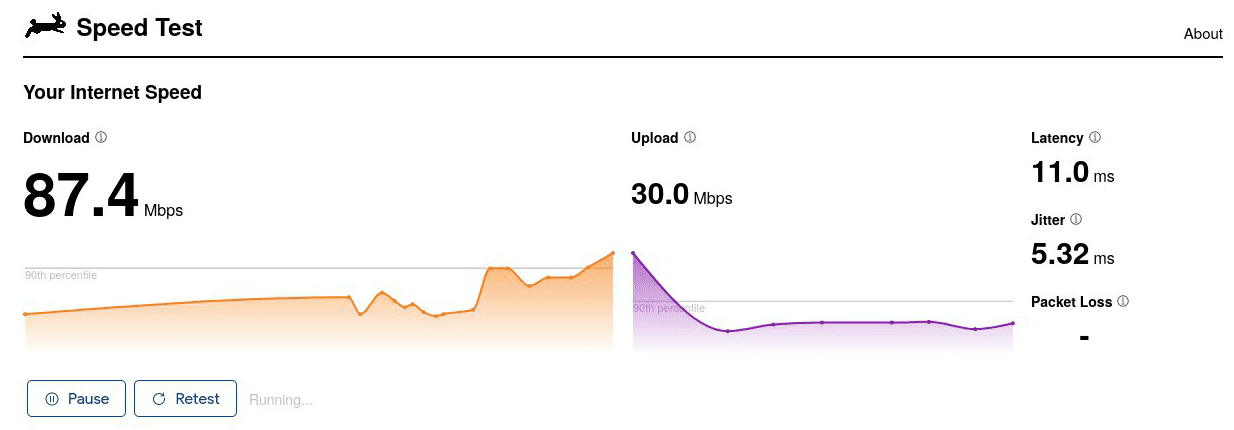 Speed Test
About
Your Internet Speed
Download
87.4 Mbps
90th percentile
Upload
30.0 Mbps
90th percentile
Latency
11.0 ms
Jitter
5.32 ms
Packet Loss
-
Pause
Retest
Running...